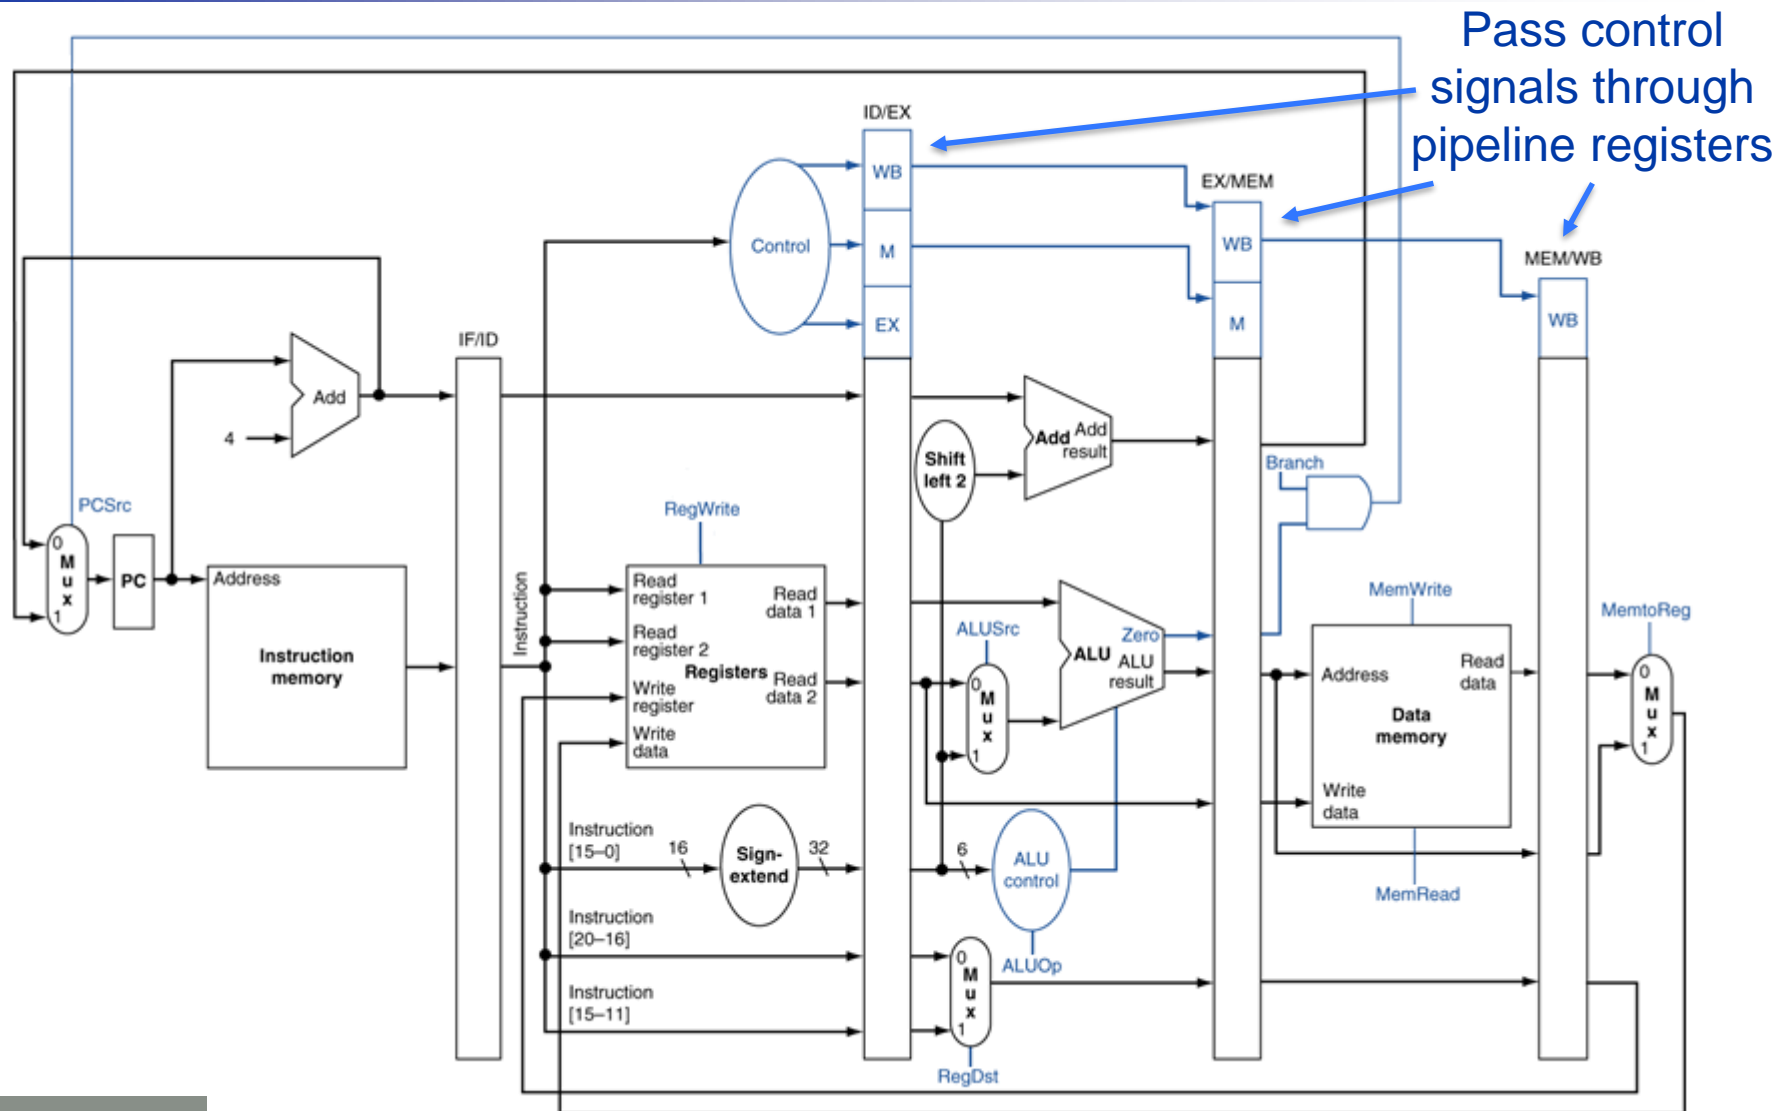 Pass control
signals through
pipeline registers
ID/EX
WB
M
EX
Control
EX/MEM
WB
M
MEM/WB
WB
IF/ID
Add
4
Add
Add
result
Shift
left 2
Branch
PCSrc
0
M
u
x
1
PC
Address
Instruction
memory
Instruction
RegWrite
Read
register 1
Read
register 2
Write
register
Write
data
Registers
Read
data 1
Read
data 2
ALUSrc
0
M
u
x
1
Zero
ALU
ALU
result
MemWrite
Address
Read
data
Data
memory
Write
data
MemRead
MemtoReg
0
M
u
x
1
Instruction
[15–0]
16
Sign-
extend
32
6
ALU
control
ALUOp
Instruction
[20–16]
Instruction
[15–11]
0
M
u
x
1
RegDst